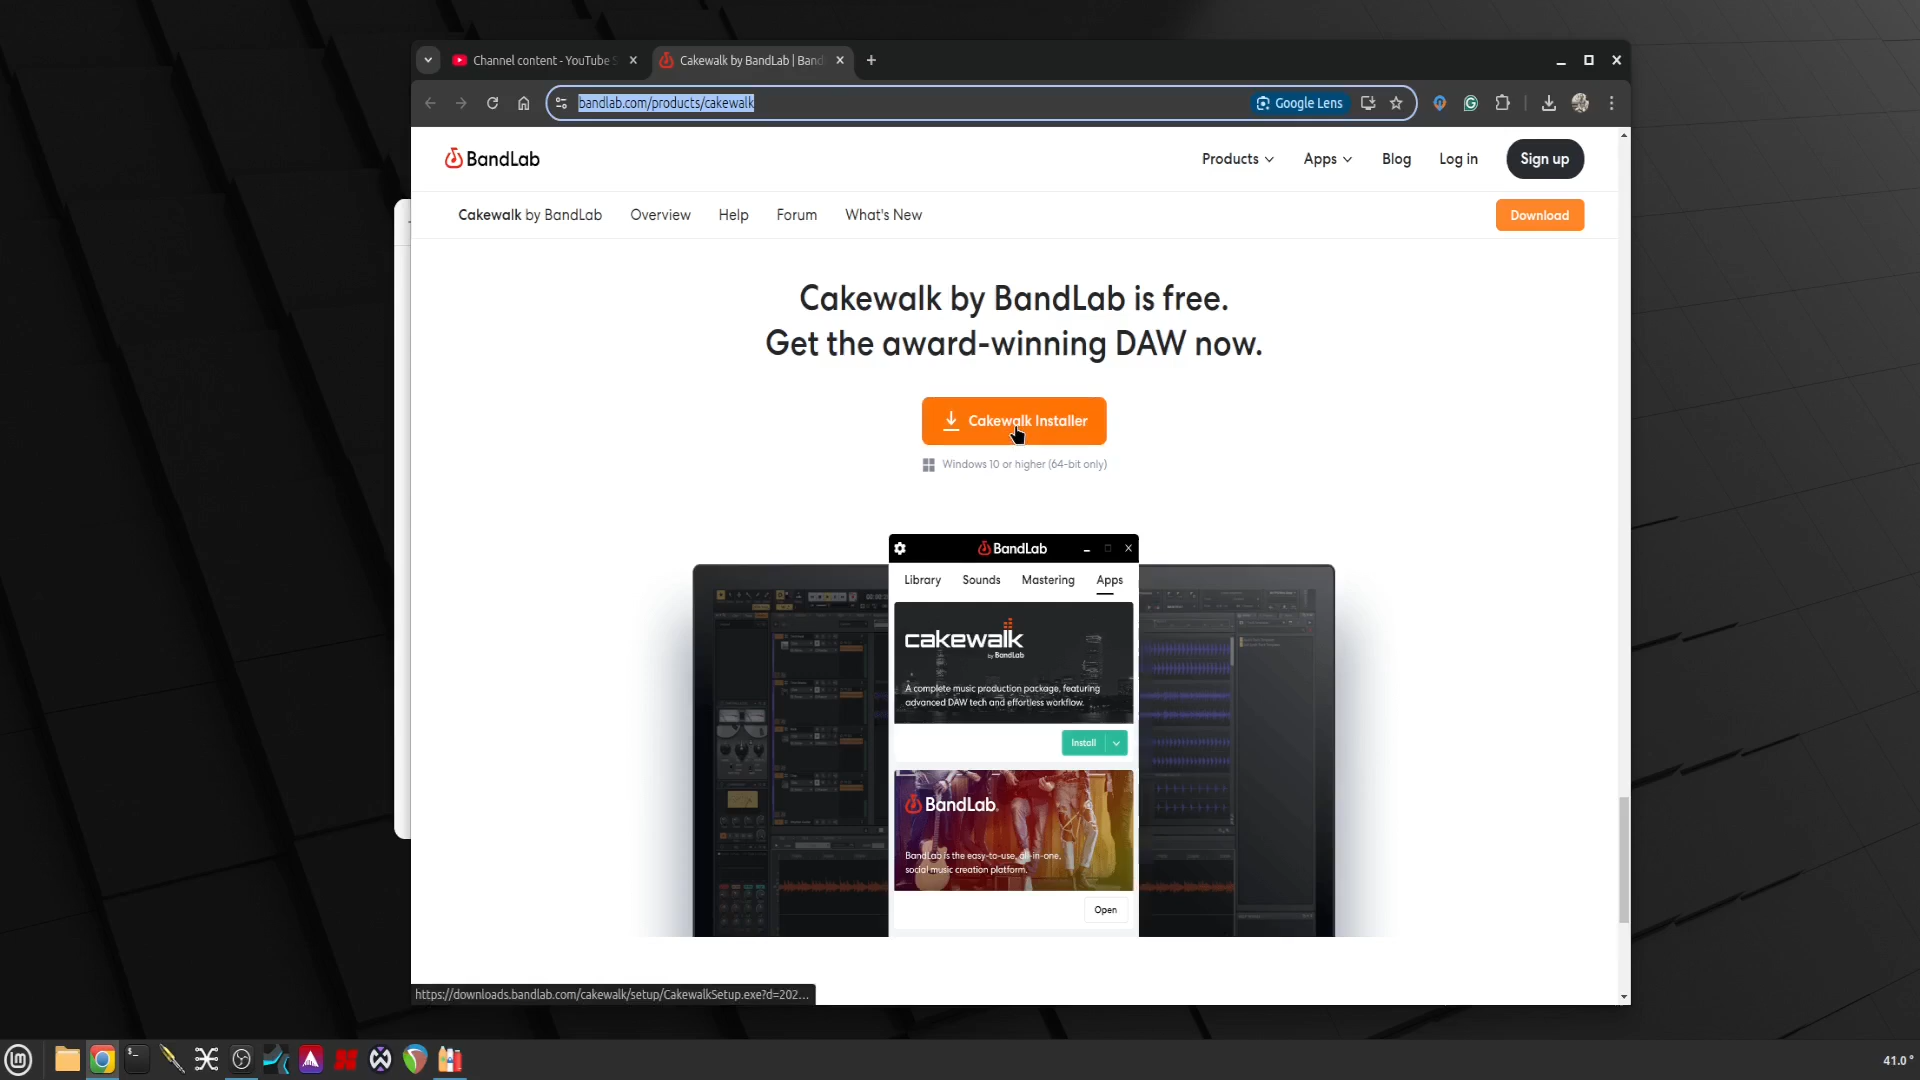 Channel content - YouTube S
Cakewalk by BandLab | Band
bandlab.com/products/cakewalk
Google Lens
BandLab
Products
Apps
Blog
Log in
Sign up
Cakewalk by BandLab
Overview
Help
Forum
What's New
Download
Cakewalk by BandLab is free.
Get the award-winning DAW now.
Cakewalk Installer
Windows 10 or higher (64-bit only)
BandLab
Library
Sounds
Mastering
Apps
cakewalk
by BandLab
A complete music production package, featuring
advanced DAW tech and effortless workflow.
Install
BandLab
BandLab is the easy-to-use, all-in-one,
social music creation platform.
Open
https://downloads.bandlab.com/cakewalk/setup/CakewalkSetup.exe?d=202...
41.0°